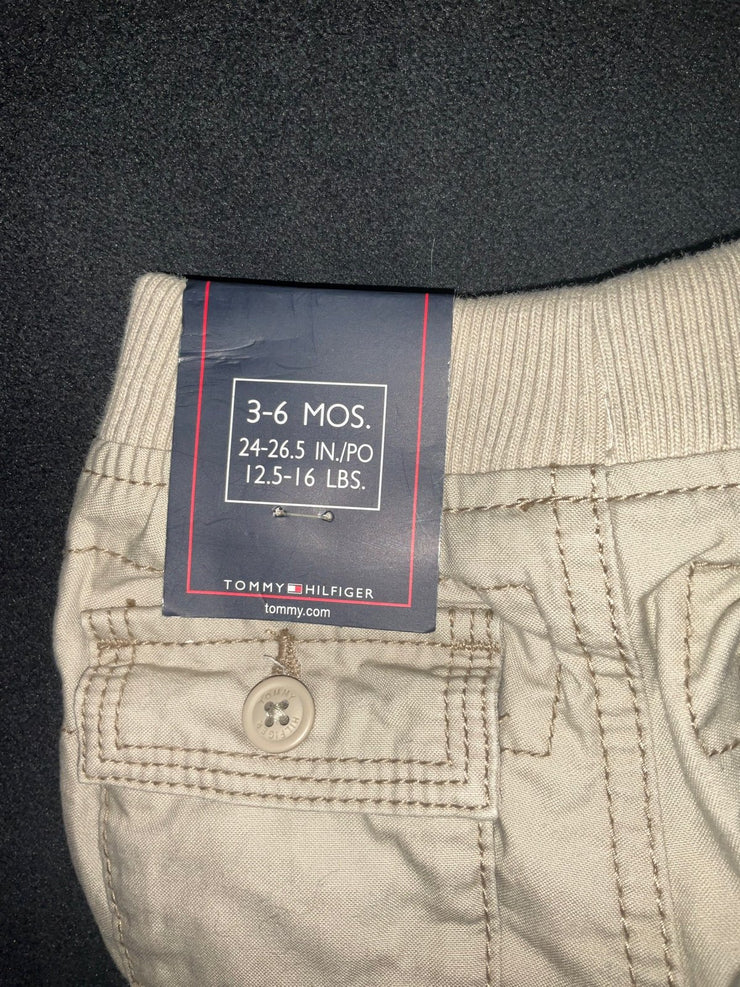 3-6 MOS.
24-26.5 IN./PO
12.5-16 LBS.
TOMMY HILFIGER
tommy.com
TOMMY
HILFIGER